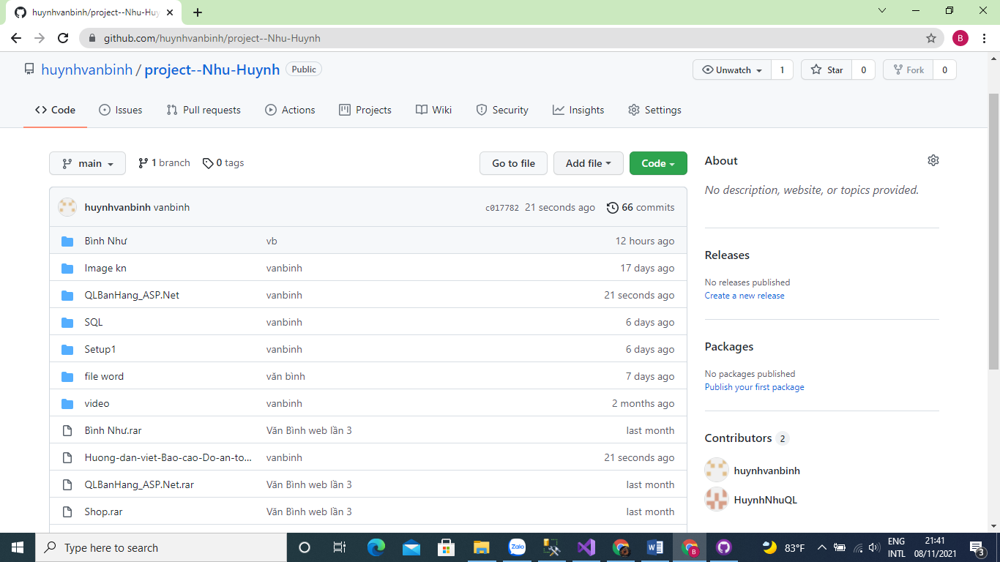 huynhvanbinh/project--Nhu-Huy
github.com/huynhvanbinh/project--Nhu-Huynh
B
huynhvanbinh / project--Nhu-Huynh Public
Unwatch 1
Star 0
Fork 0
Code Issues Pull requests Actions Projects Wiki Security Insights Settings
main 1 branch 0 tags
Go to file Add file Code
huynhvanbinh vanbinh c017782 21 seconds ago 66 commits
Bình Như vb 12 hours ago
Image kn vanbinh 17 days ago
QLBanHang_ASP.Net vanbinh 21 seconds ago
SQL vanbinh 6 days ago
Setup1 vanbinh 6 days ago
file word văn bình 7 days ago
video vanbinh 2 months ago
Bình Như.rar Văn Bình web lần 3 last month
Huong-dan-viet-Bao-cao-Do-an-to... vanbinh 21 seconds ago
QLBanHang_ASP.Net.rar Văn Bình web lần 3 last month
Shop.rar Văn Bình web lần 3 last month
About
No description, website, or topics provided.
Releases
No releases published
Create a new release
Packages
No packages published
Publish your first package
Contributors 2
huynhvanbinh
HuynhNhuQL
Type here to search
Zalo
B
83°F
ENG
INTL
21:41
08/11/2021
3